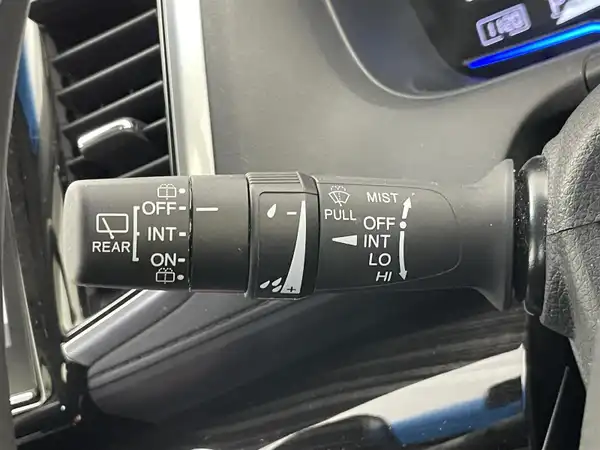 REAR
OFF
INT
ON
−
+
PULL
MIST
OFF
INT
LO
HI